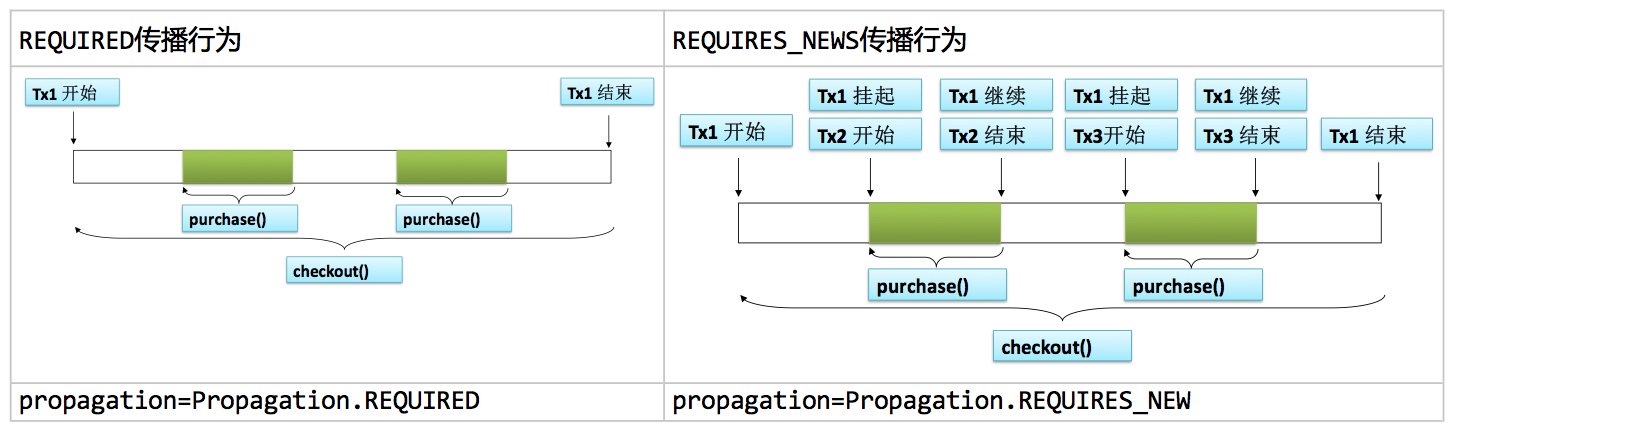 REQUIRED传播行为
REQUIRES_NEWS传播行为
Tx1 开始
Tx1 结束
purchase()
purchase()
checkout()
Tx1 挂起
Tx1 继续
Tx1 挂起
Tx1 继续
Tx1 开始
Tx2 开始
Tx2 结束
Tx3开始
Tx3 结束
Tx1 结束
purchase()
purchase()
checkout()
propagation=Propagation.REQUIRED
propagation=Propagation.REQUIRES_NEW